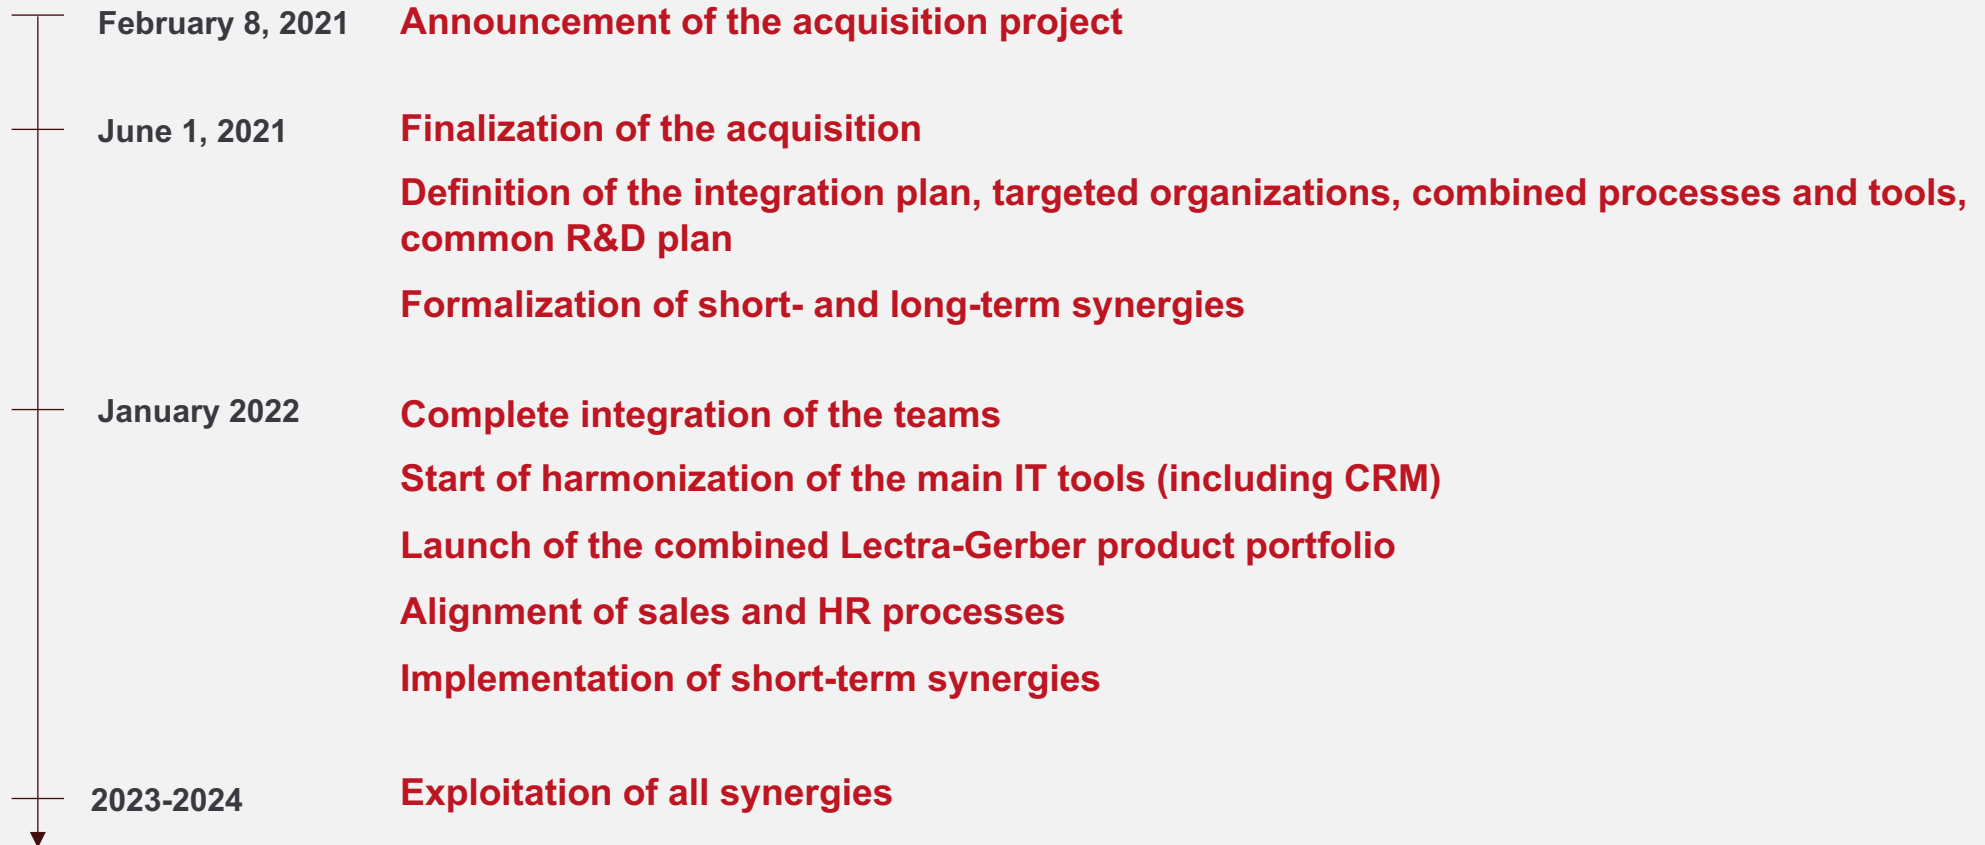 February 8, 2021 Announcement of the acquisition project
June 1, 2021 Finalization of the acquisition
Definition of the integration plan, targeted organizations, combined processes and tools,
common R&D plan
Formalization of short- and long-term synergies
January 2022 Complete integration of the teams
Start of harmonization of the main IT tools (including CRM)
Launch of the combined Lectra-Gerber product portfolio
Alignment of sales and HR processes
Implementation of short-term synergies
2023-2024 Exploitation of all synergies